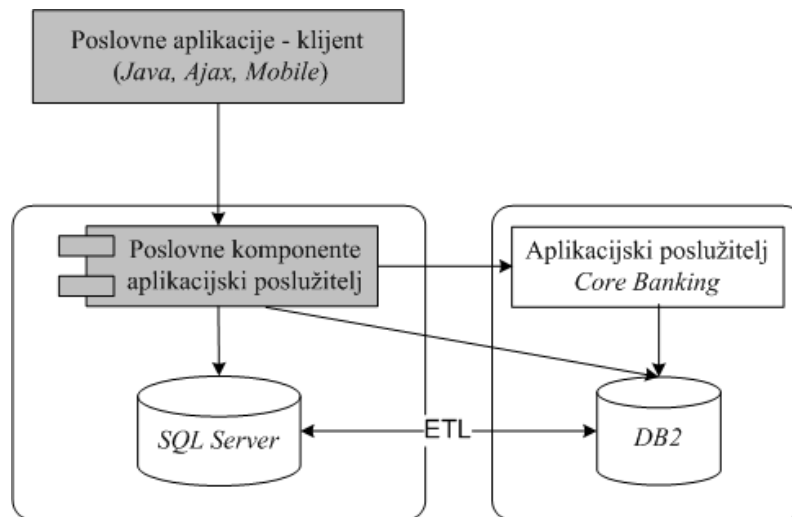 Poslovne aplikacije - klijent
(Java, Ajax, Mobile)
Poslovne komponente
aplikacijski poslužitelj
Aplikacijski poslužitelj
Core Banking
SQL Server
ETL
DB2